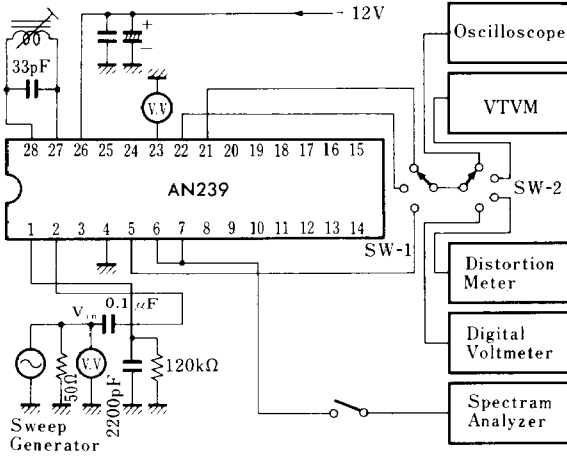 12V
+
−
Oscilloscope
33pF
V.V
VTVM
28 27 26 25 24 23 22 21 20 19 18 17 16 15
AN239
SW-2
1 2 3 4 5 6 7 8 9 10 11 12 13 14
SW-1
Distortion
Meter
0.1μF
Vin
V.V
120kΩ
50Ω
2200pF
Digital
Voltmeter
Sweep
Generator
Spectram
Analyzer